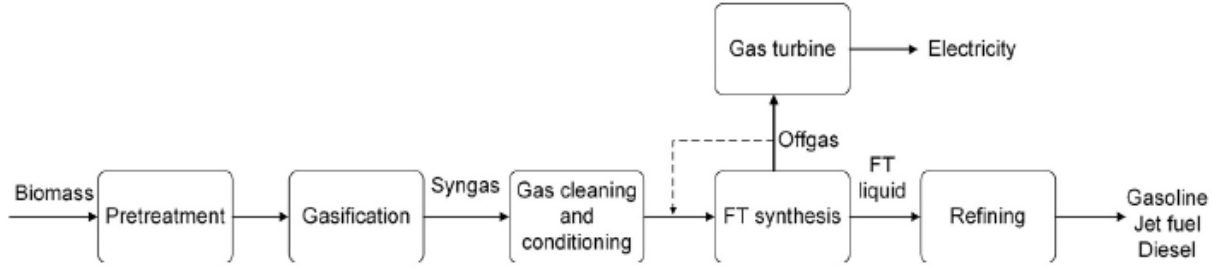 Gas turbine
Electricity
Offgas
Biomass
Pretreatment
Gasification
Syngas
Gas cleaning
and
conditioning
FT synthesis
FT
liquid
Refining
Gasoline
Jet fuel
Diesel